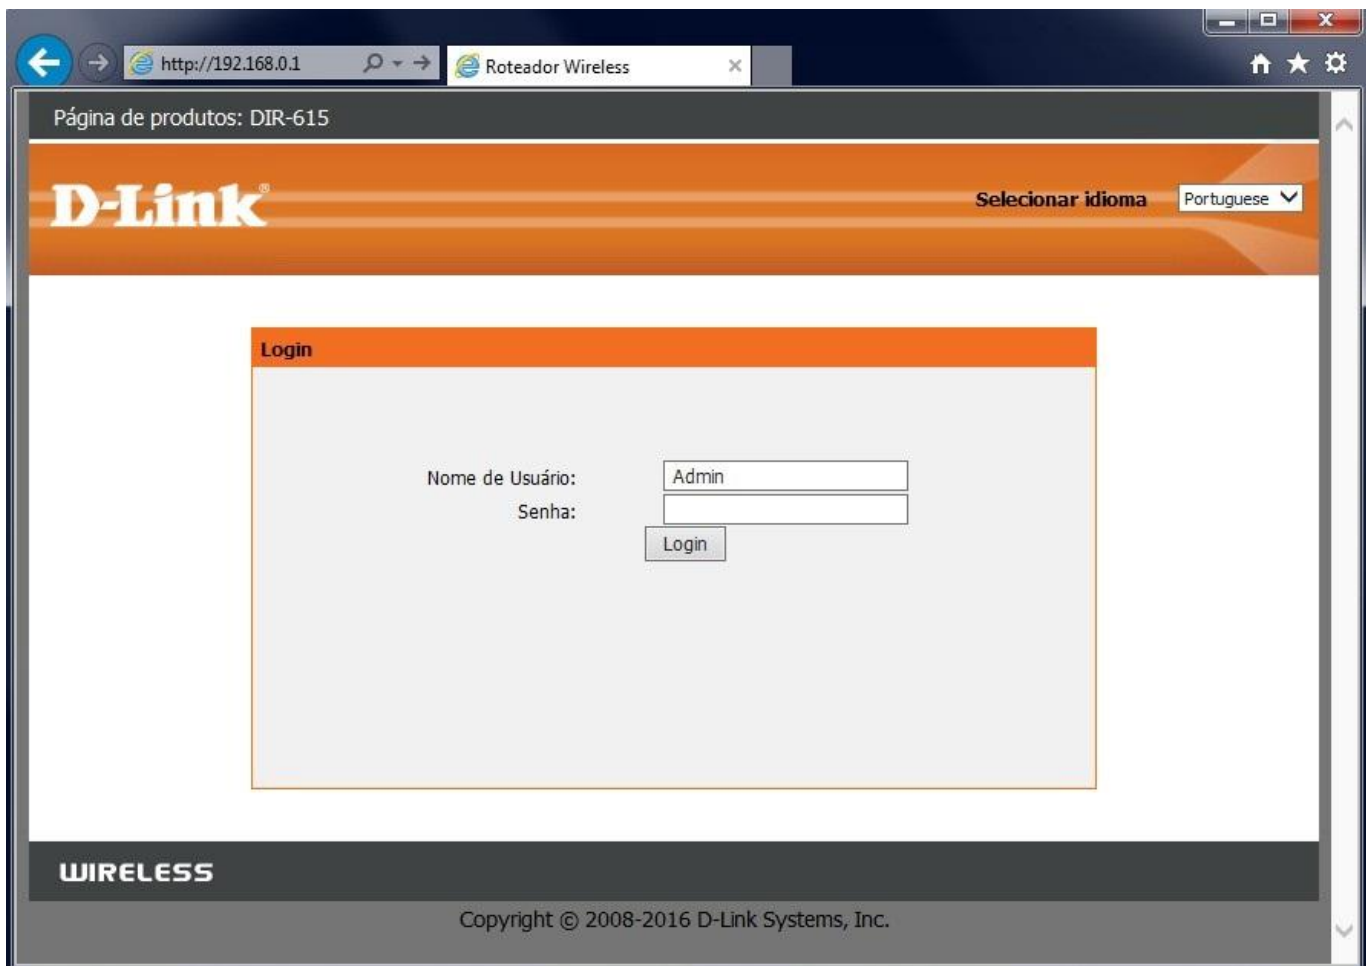 http://192.168.0.1
Roteador Wireless
Página de produtos: DIR-615
D-Link®
Selecionar idioma
Portuguese
Login
Nome de Usuário:
Admin
Senha:
Login
WIRELESS
Copyright © 2008-2016 D-Link Systems, Inc.